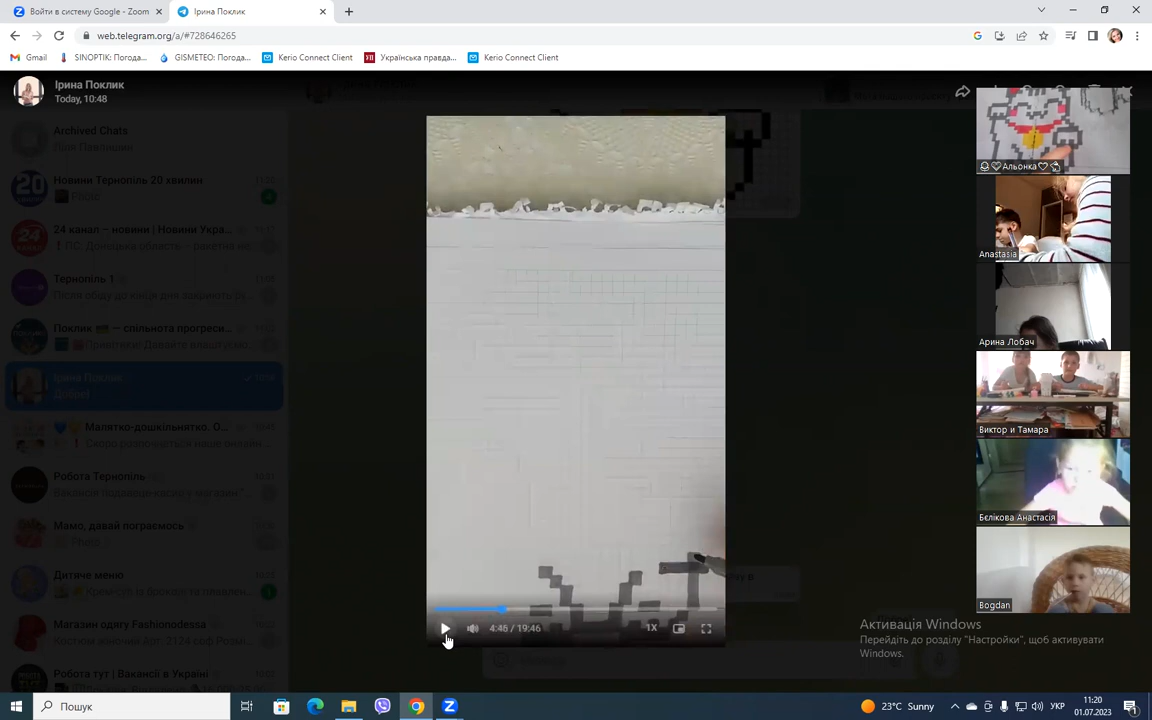 Войти в систему Google - Zoom
Ірина Поклик
web.telegram.org/a/#728646265
Gmail
SINOPTIK: Погода...
GISMETEO: Погода...
Kerio Connect Client
Українська правда...
Kerio Connect Client
Ірина Поклик
Today, 10:48
Archived Chats
Новини Тернопіль 20 хвилин
Photo
24 канал – новини | Новини Укра...
Тернопіль 1
Поклик
— спільнота прогреси...
Ірина Поклик
Малятко-дошкільнятко. О...
Робота Тернопіль
Мамо, давай пограємось
Photo
Дитяче меню
Магазин одягу Fashionodessa
Робота тут | Вакансії в Україні
4:46 / 19:46
1X
Альонка
Anastasia
Арина Лобач
Виктор и Тамара
Бєлікова Анастасія
Bogdan
Активація Windows
Перейдіть до розділу "Настройки", щоб активувати
Windows.
Пошук
23°C Sunny
УКР
11:20
01.07.2023